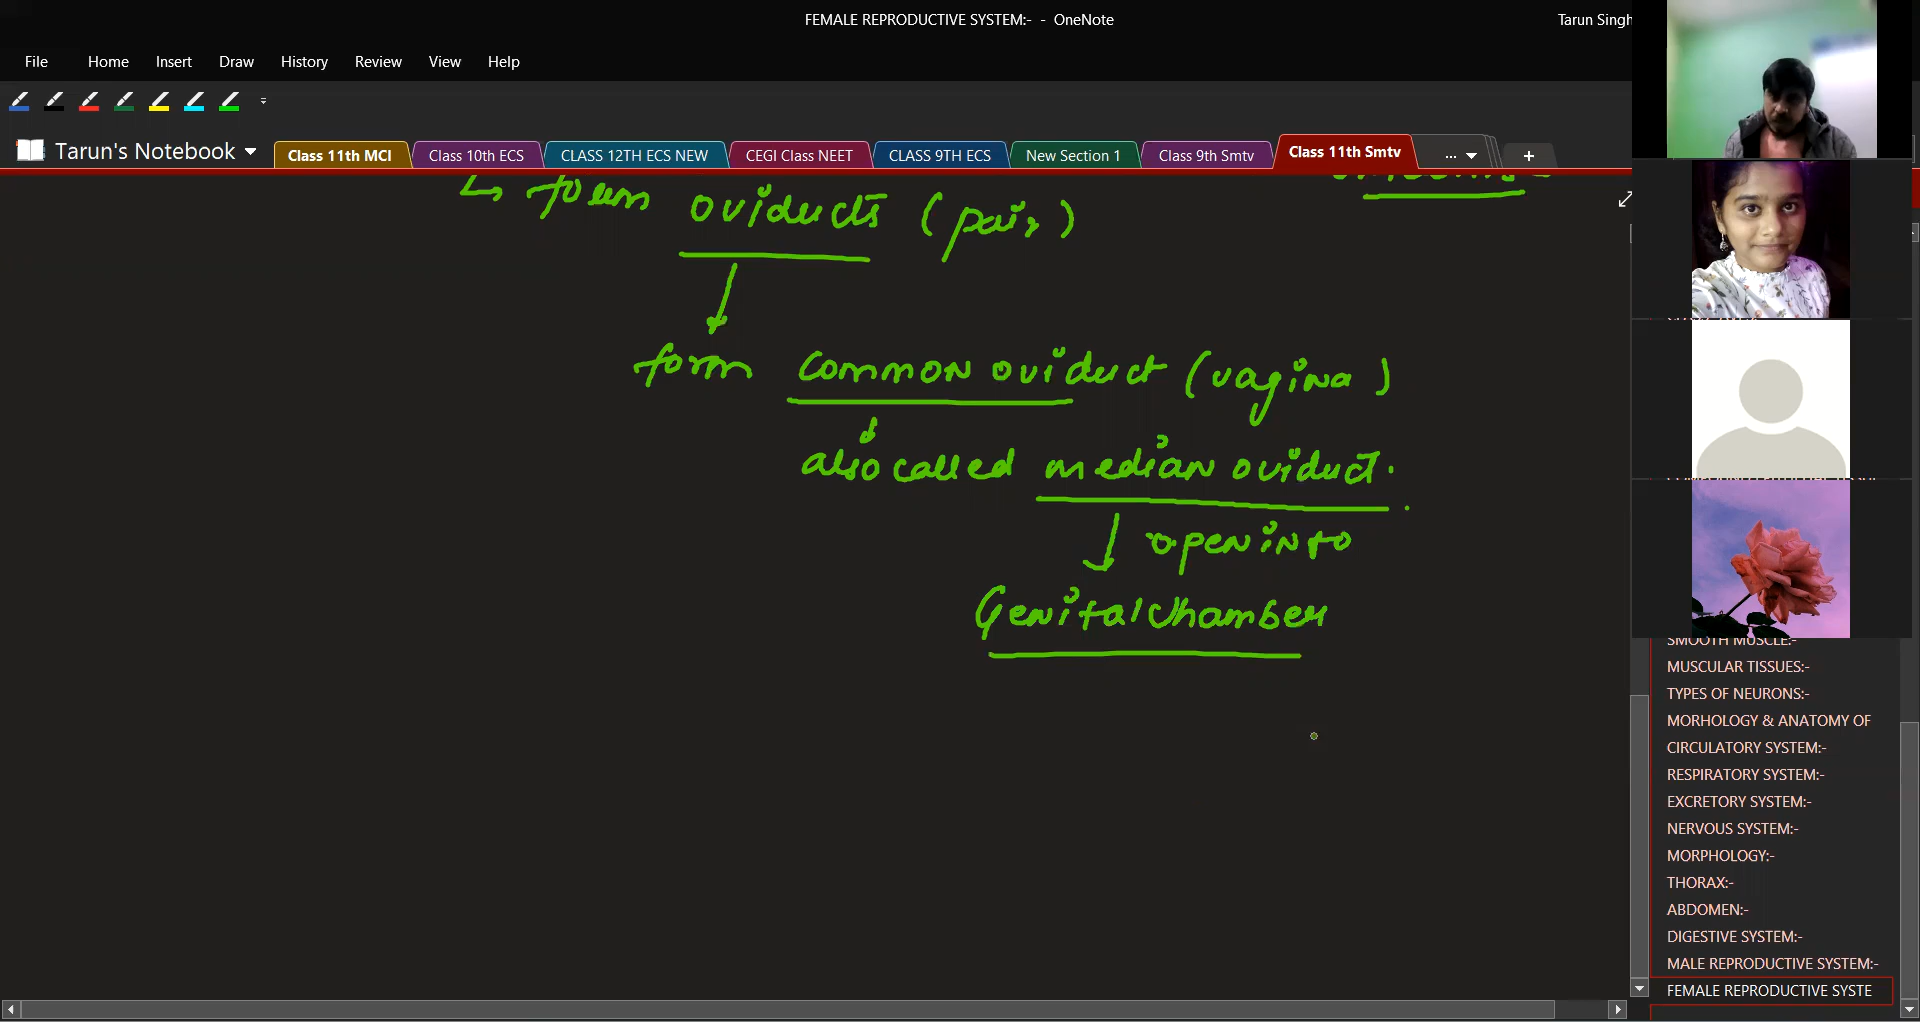 FEMALE REPRODUCTIVE SYSTEM:- - OneNote
Tarun Singh
File Home Insert Draw History Review View Help
Tarun's Notebook
Class 11th MCI
Class 10th ECS
CLASS 12TH ECS NEW
CEGI Class NEET
CLASS 9TH ECS
New Section 1
Class 9th Smtv
Class 11th Smtv
...
+
form oviducts (pair)
form common oviduct (vagina)
also called median oviduct.
open into
Genital Chamber
SMOOTH MUSCLE:-
MUSCULAR TISSUES:-
TYPES OF NEURONS:-
MORHOLOGY & ANATOMY OF
CIRCULATORY SYSTEM:-
RESPIRATORY SYSTEM:-
EXCRETORY SYSTEM:-
NERVOUS SYSTEM:-
MORPHOLOGY:-
THORAX:-
ABDOMEN:-
DIGESTIVE SYSTEM:-
MALE REPRODUCTIVE SYSTEM:-
FEMALE REPRODUCTIVE SYSTE